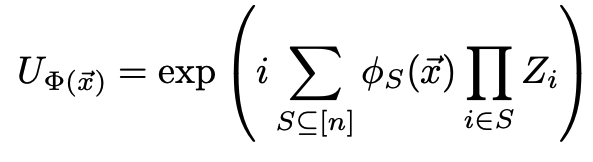 U_{\Phi(\vec{x})} = \exp\left(i \sum_{S \subseteq [n]} \phi_S(\vec{x}) \prod_{i \in S} Z_i\right)